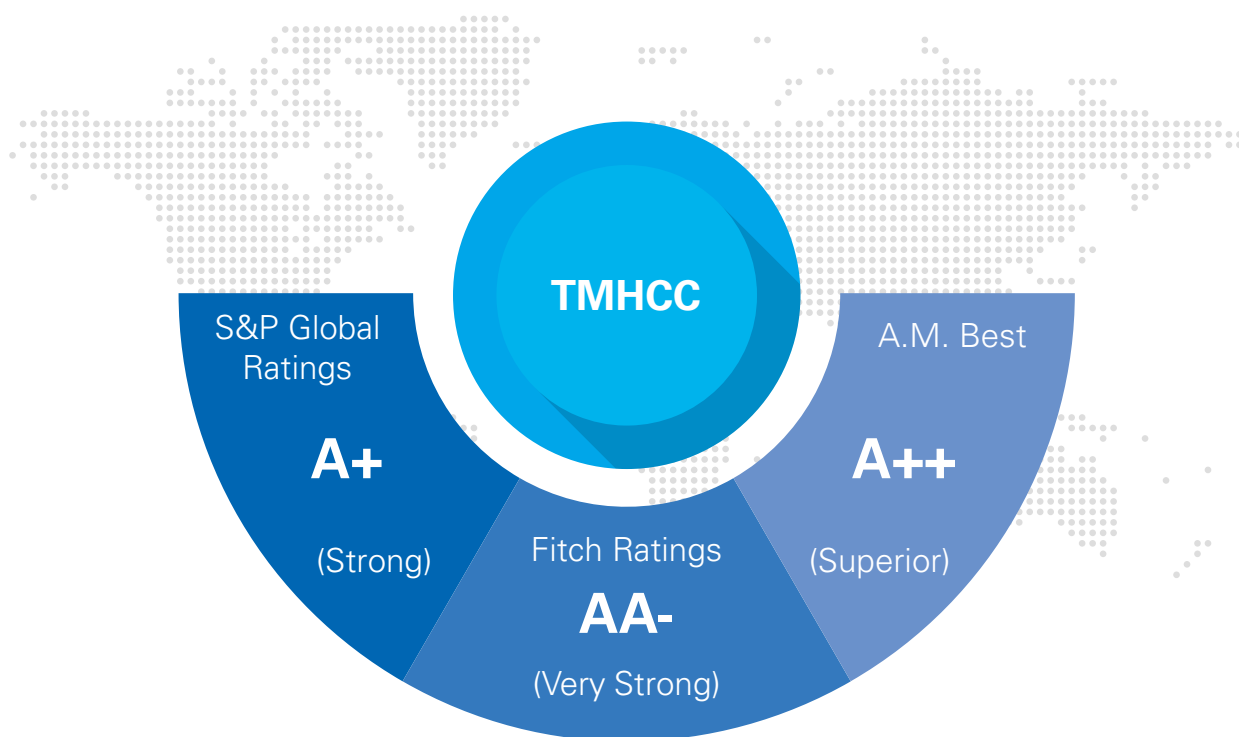 TMHCC
S&P Global
Ratings
A+
(Strong)
Fitch Ratings
AA-
(Very Strong)
A.M. Best
A++
(Superior)